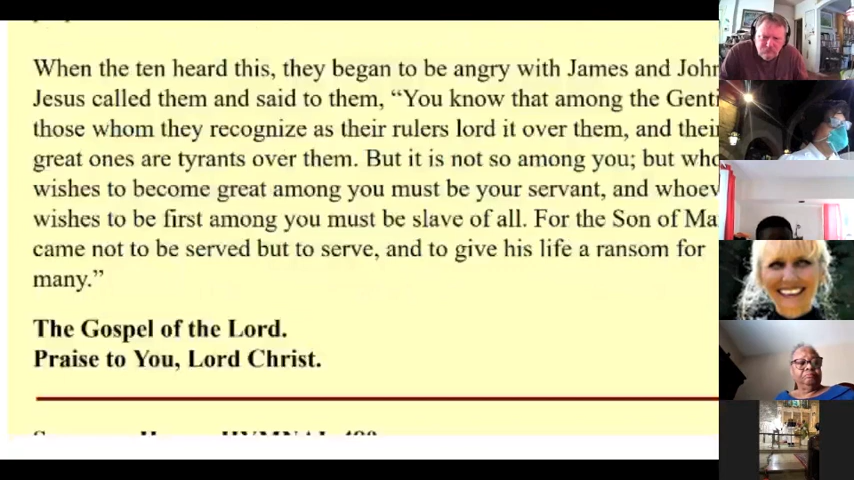 When the ten heard this, they began to be angry with James and John
Jesus called them and said to them, “You know that among the Genti
those whom they recognize as their rulers lord it over them, and their
great ones are tyrants over them. But it is not so among you; but who
wishes to become great among you must be your servant, and whoev
wishes to be first among you must be slave of all. For the Son of Ma
came not to be served but to serve, and to give his life a ransom for
many.”
The Gospel of the Lord.
Praise to You, Lord Christ.